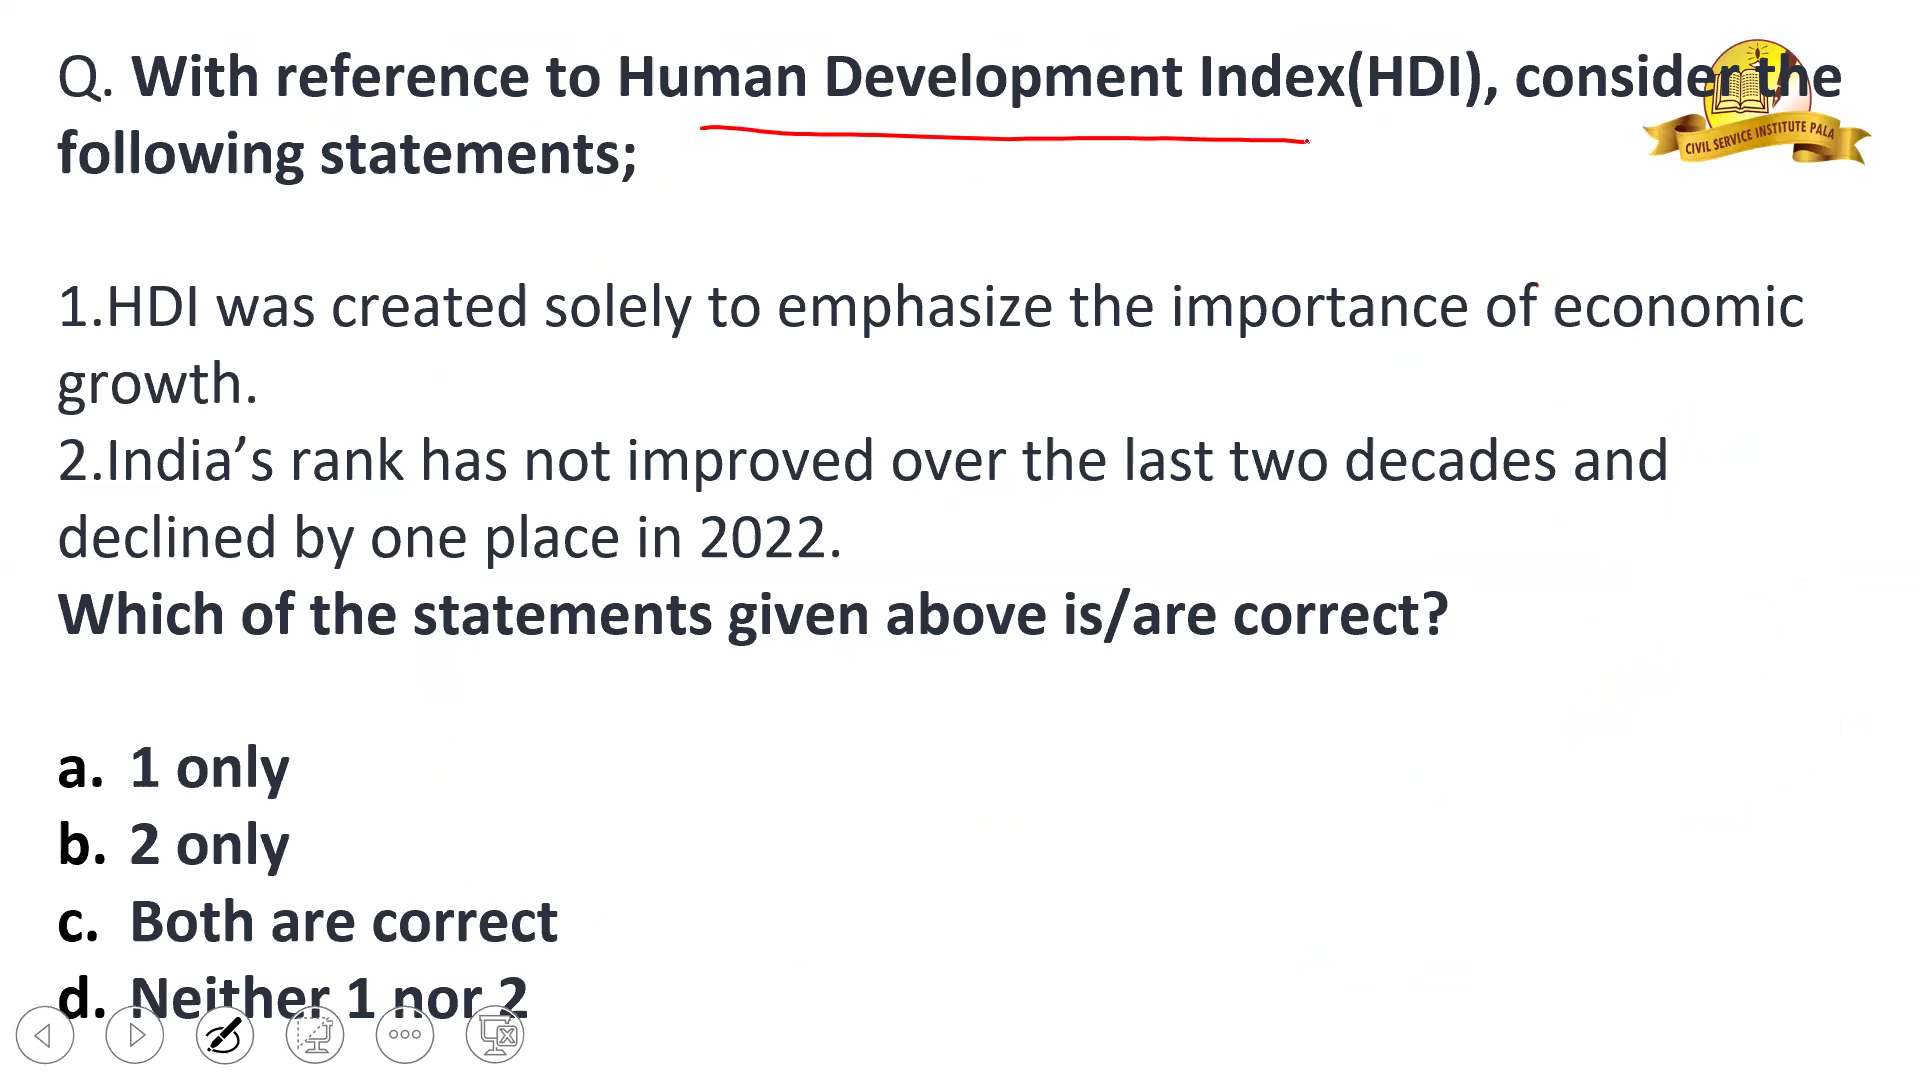 Q. With reference to Human Development Index(HDI), consider the
following statements;
CIVIL SERVICE INSTITUTE PALA
1.HDI was created solely to emphasize the importance of economic
growth.
2.India’s rank has not improved over the last two decades and
declined by one place in 2022.
Which of the statements given above is/are correct?
a. 1 only
b. 2 only
c. Both are correct
d. Neither 1 nor 2